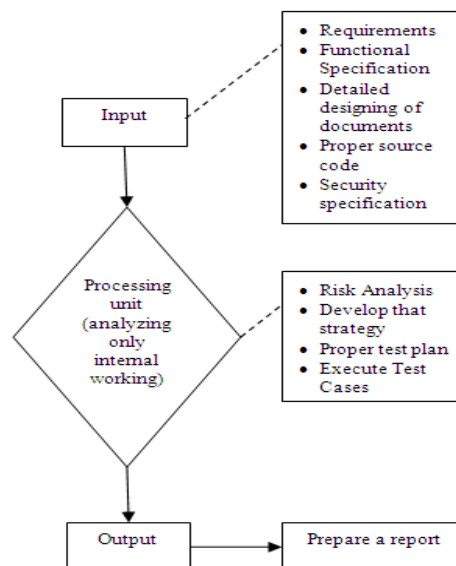 • Requirements
• Functional
Specification
• Detailed
designing of
documents
• Proper source
code
• Security
specification
Input
Processing
unit
(analyzing
only
internal
working)
• Risk Analysis
• Develop that
strategy
• Proper test plan
• Execute Test
Cases
Output
Prepare a report